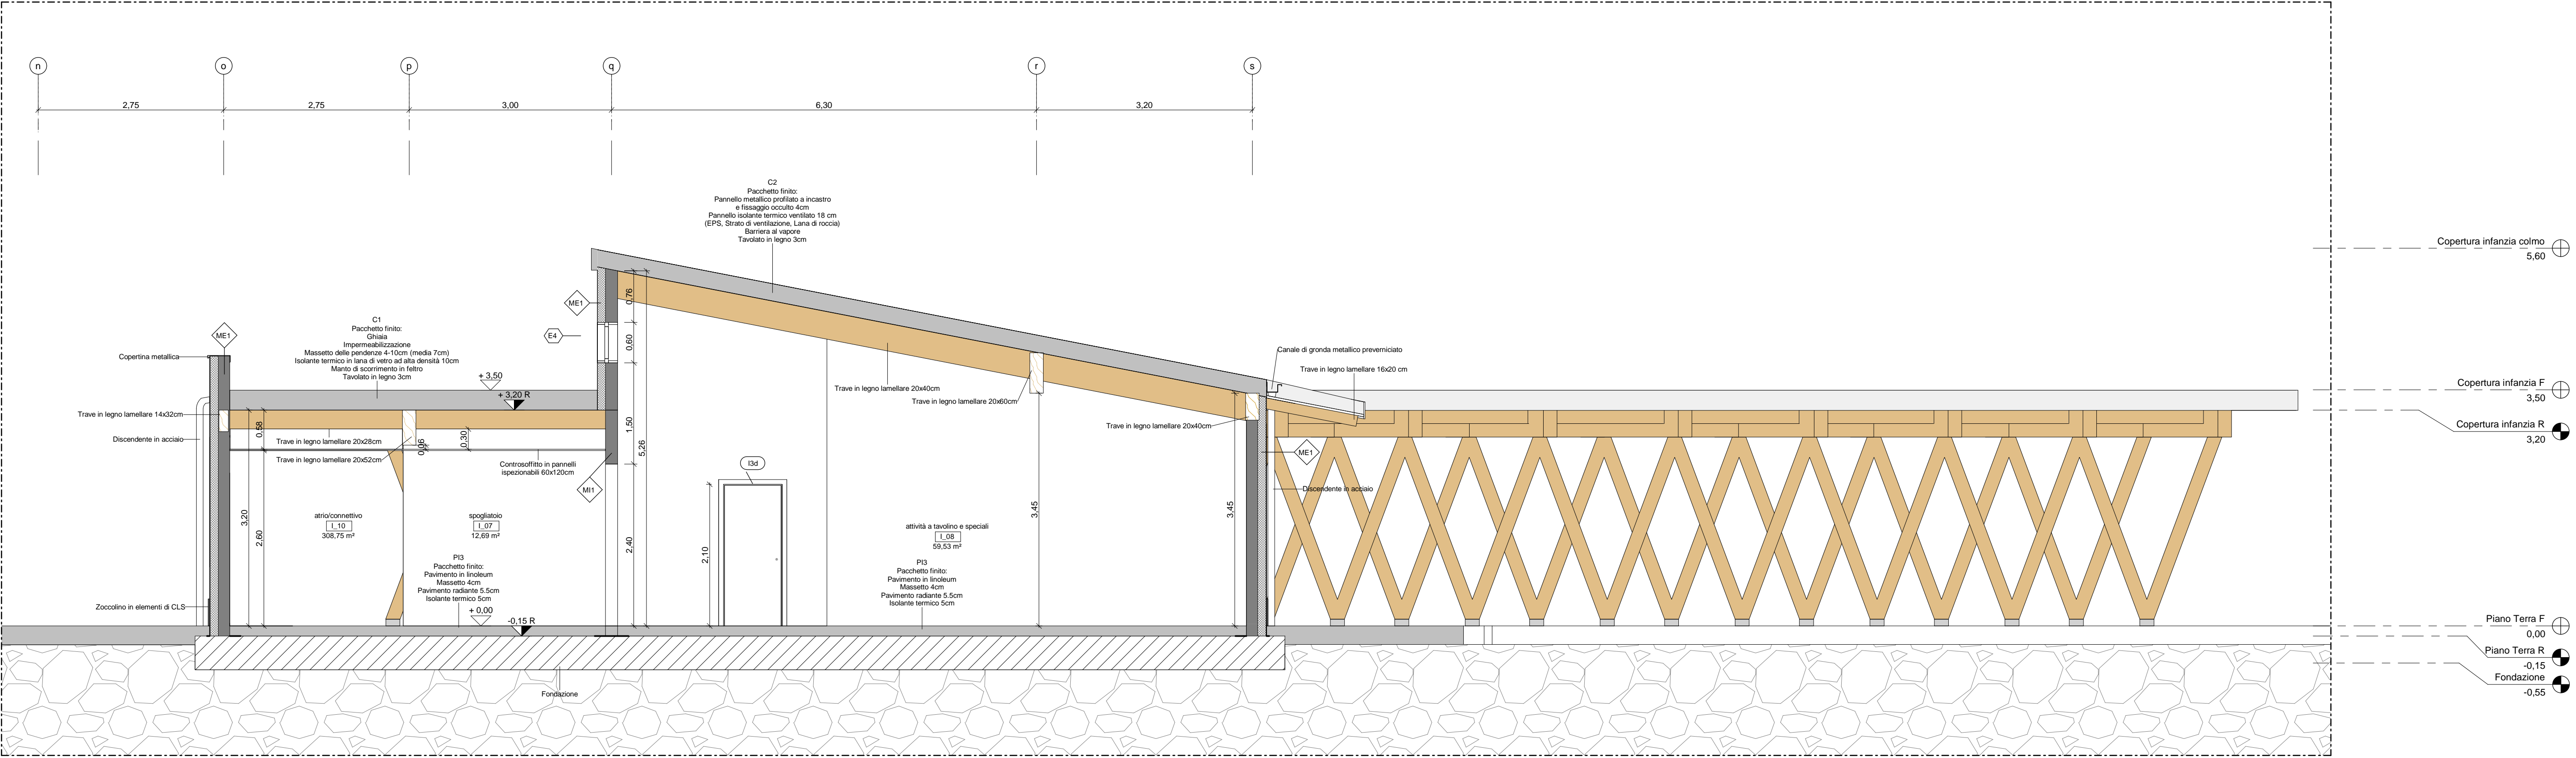 n
o
p
q
r
s
2,75
2,75
3,00
6,30
3,20
C2
Pacchetto finito:
Pannello metallico profilato a incastro
e fissaggio occulto 4cm
Pannello isolante termico ventilato 18 cm
(EPS, Strato di ventilazione, Lana di roccia)
Barriera al vapore
Tavolato in legno 3cm
Copertura infanzia colmo
5,60
ME1
E4
0,76
0,60
1,50
5,26
2,40
C1
Pacchetto finito:
Ghiaia
Impermeabilizzazione
Massetto delle pendenze 4-10cm (media 7cm)
Isolante termico in lana di vetro ad alta densità 10cm
Manto di scorrimento in feltro
Tavolato in legno 3cm
ME1
Copertina metallica
+ 3,50
+ 3,20 R
Trave in legno lamellare 14x32cm
Discendente in acciaio
0,58
Trave in legno lamellare 20x28cm
Trave in legno lamellare 20x52cm
0,06
0,30
Controsoffitto in pannelli
ispezionabili 60x120cm
MI1
Trave in legno lamellare 20x40cm
Trave in legno lamellare 20x60cm
Trave in legno lamellare 20x40cm
Canale di gronda metallico preverniciato
Trave in legno lamellare 16x20 cm
ME1
Discendente in acciaio
Copertura infanzia F
3,50
Copertura infanzia R
3,20
I3d
2,10
3,20
2,60
3,45
3,45
atrio/connettivo
I_10
308,75 m²
spogliatoio
I_07
12,69 m²
attività a tavolino e speciali
I_08
59,53 m²
PI3
Pacchetto finito:
Pavimento in linoleum
Massetto 4cm
Pavimento radiante 5.5cm
Isolante termico 5cm
PI3
Pacchetto finito:
Pavimento in linoleum
Massetto 4cm
Pavimento radiante 5.5cm
Isolante termico 5cm
Zoccolino in elementi di CLS
+ 0,00
-0,15 R
Fondazione
Piano Terra F
0,00
Piano Terra R
-0,15
Fondazione
-0,55